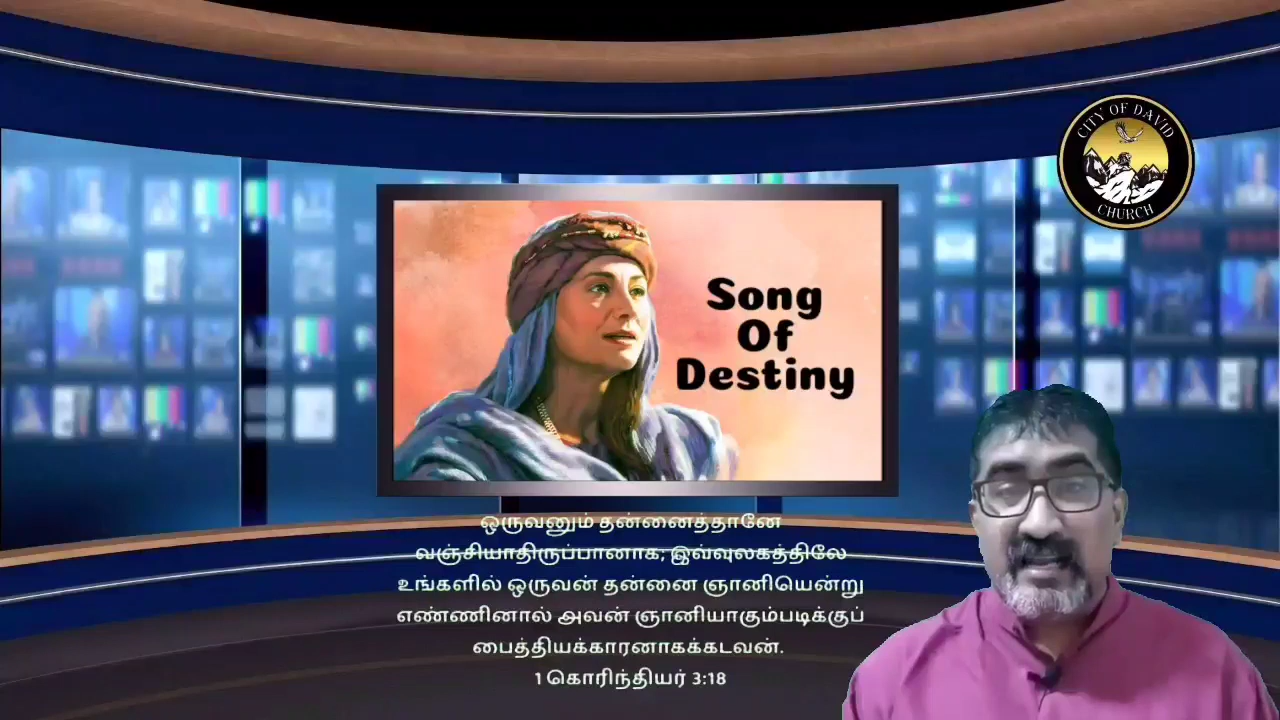 CITY OF DAVID
CHURCH
Song
Of
Destiny
ஒருவனும் தன்னைத்தானே
வஞ்சியாதிருப்பானாக; இவ்வுலகத்திலே
உங்களில் ஒருவன் தன்னை ஞானியென்று
எண்ணினால் அவன் ஞானியாகும்படிக்குப்
பைத்தியக்காரனாகக்கடவன்.
1 கொரிந்தியர் 3:18